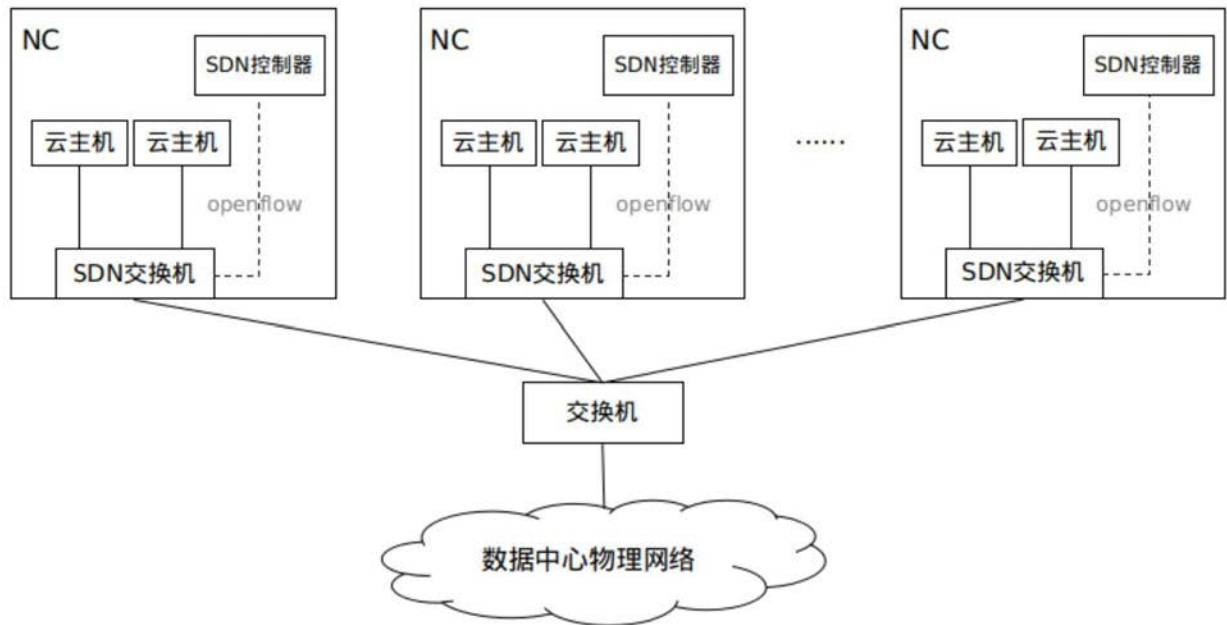 NC
SDN控制器
云主机
云主机
openflow
SDN交换机
NC
SDN控制器
云主机
云主机
openflow
SDN交换机
......
NC
SDN控制器
云主机
云主机
openflow
SDN交换机
交换机
数据中心物理网络